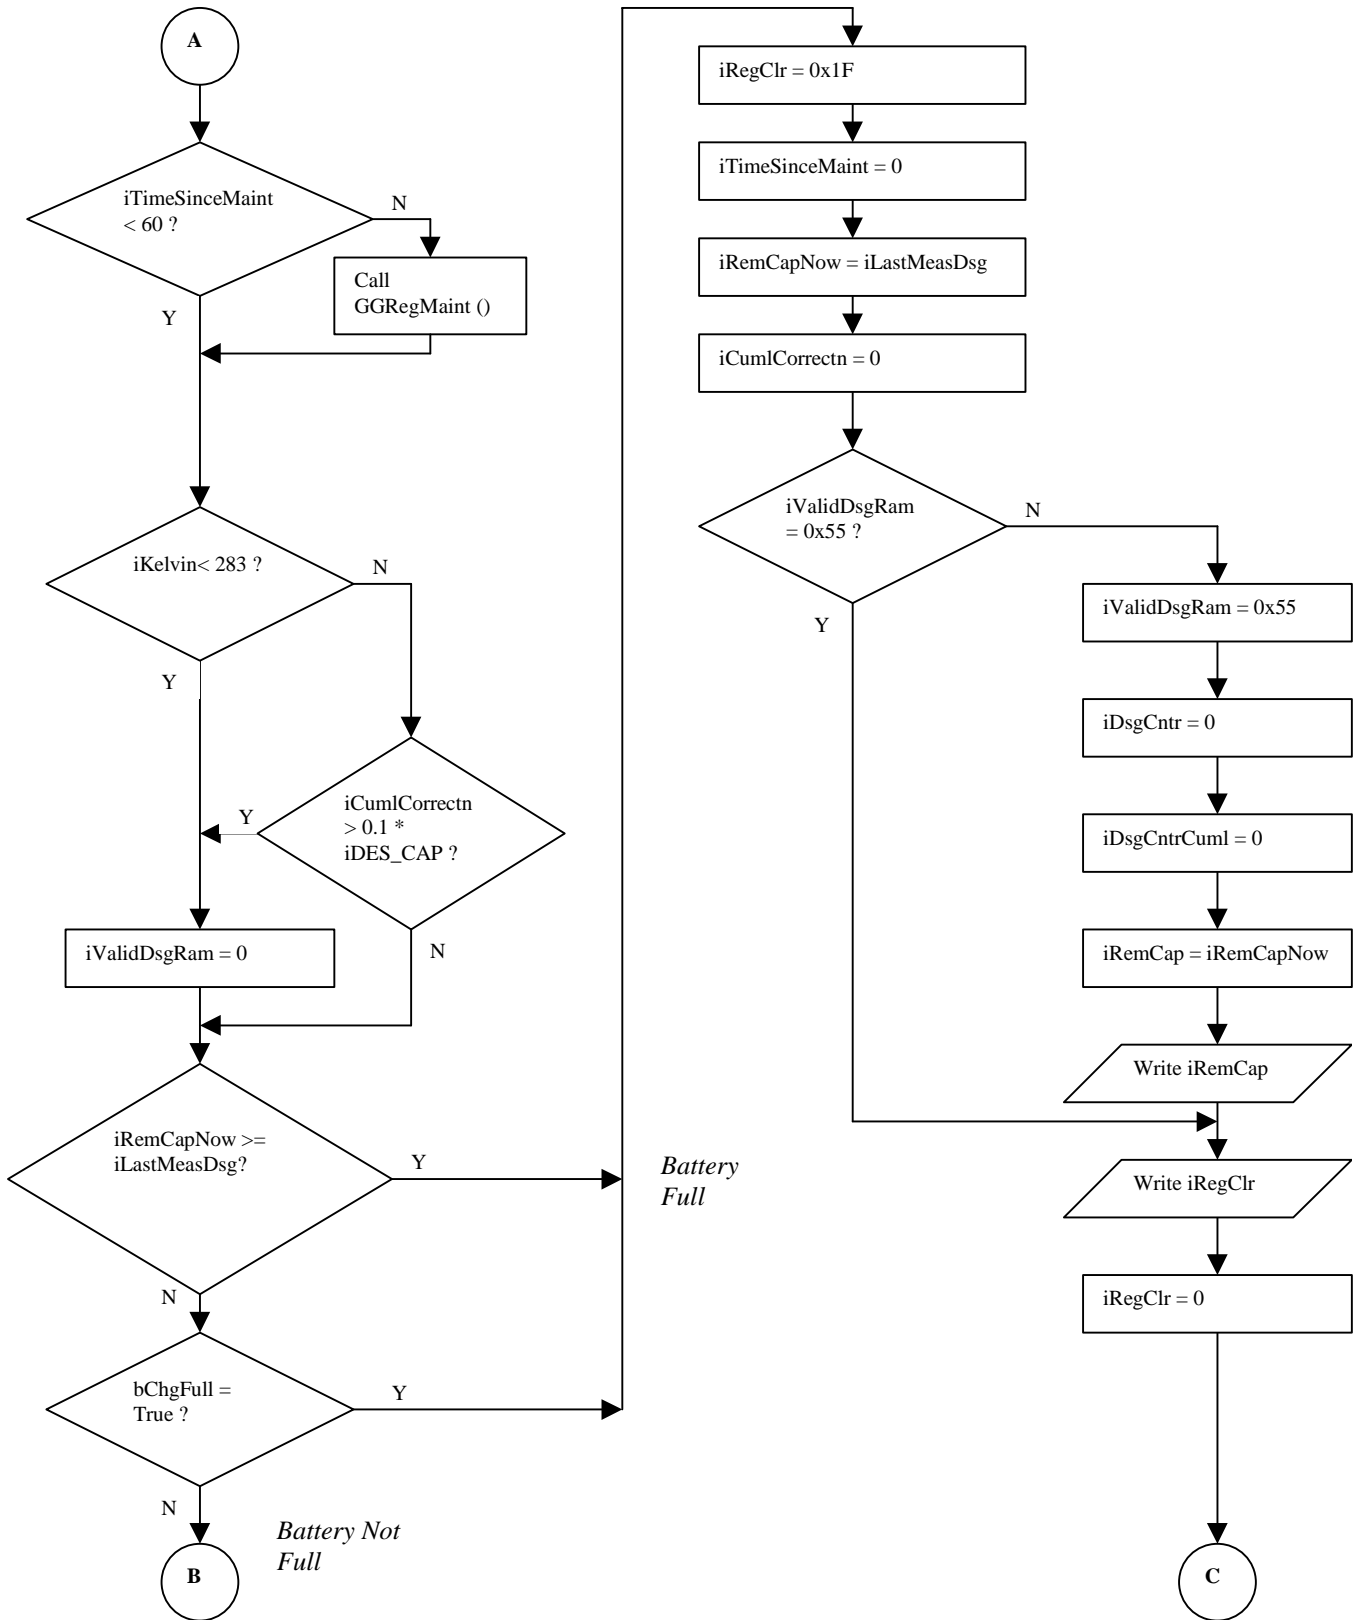 A
iTimeSinceMaint
< 60 ?
N
Call
GGRegMaint ()
Y
iKelvin< 283 ?
N
Y
iCumlCorrectn
> 0.1 *
iDES_CAP ?
Y
N
iValidDsgRam = 0
iRemCapNow >=
iLastMeasDsg?
Y
Battery
Full
N
bChgFull =
True ?
Y
N
Battery Not
Full
B
iRegClr = 0x1F
iTimeSinceMaint = 0
iRemCapNow = iLastMeasDsg
iCumlCorrectn = 0
iValidDsgRam
= 0x55 ?
N
Y
iValidDsgRam = 0x55
iDsgCntr = 0
iDsgCntrCuml = 0
iRemCap = iRemCapNow
Write iRemCap
Write iRegClr
iRegClr = 0
C